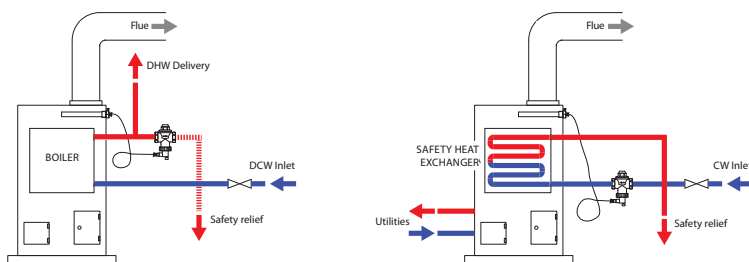 Flue
DHW Delivery
BOILER
DCW Inlet
Safety relief
Flue
SAFETY HEAT
EXCHANGER
CW Inlet
Utilities
Safety relief